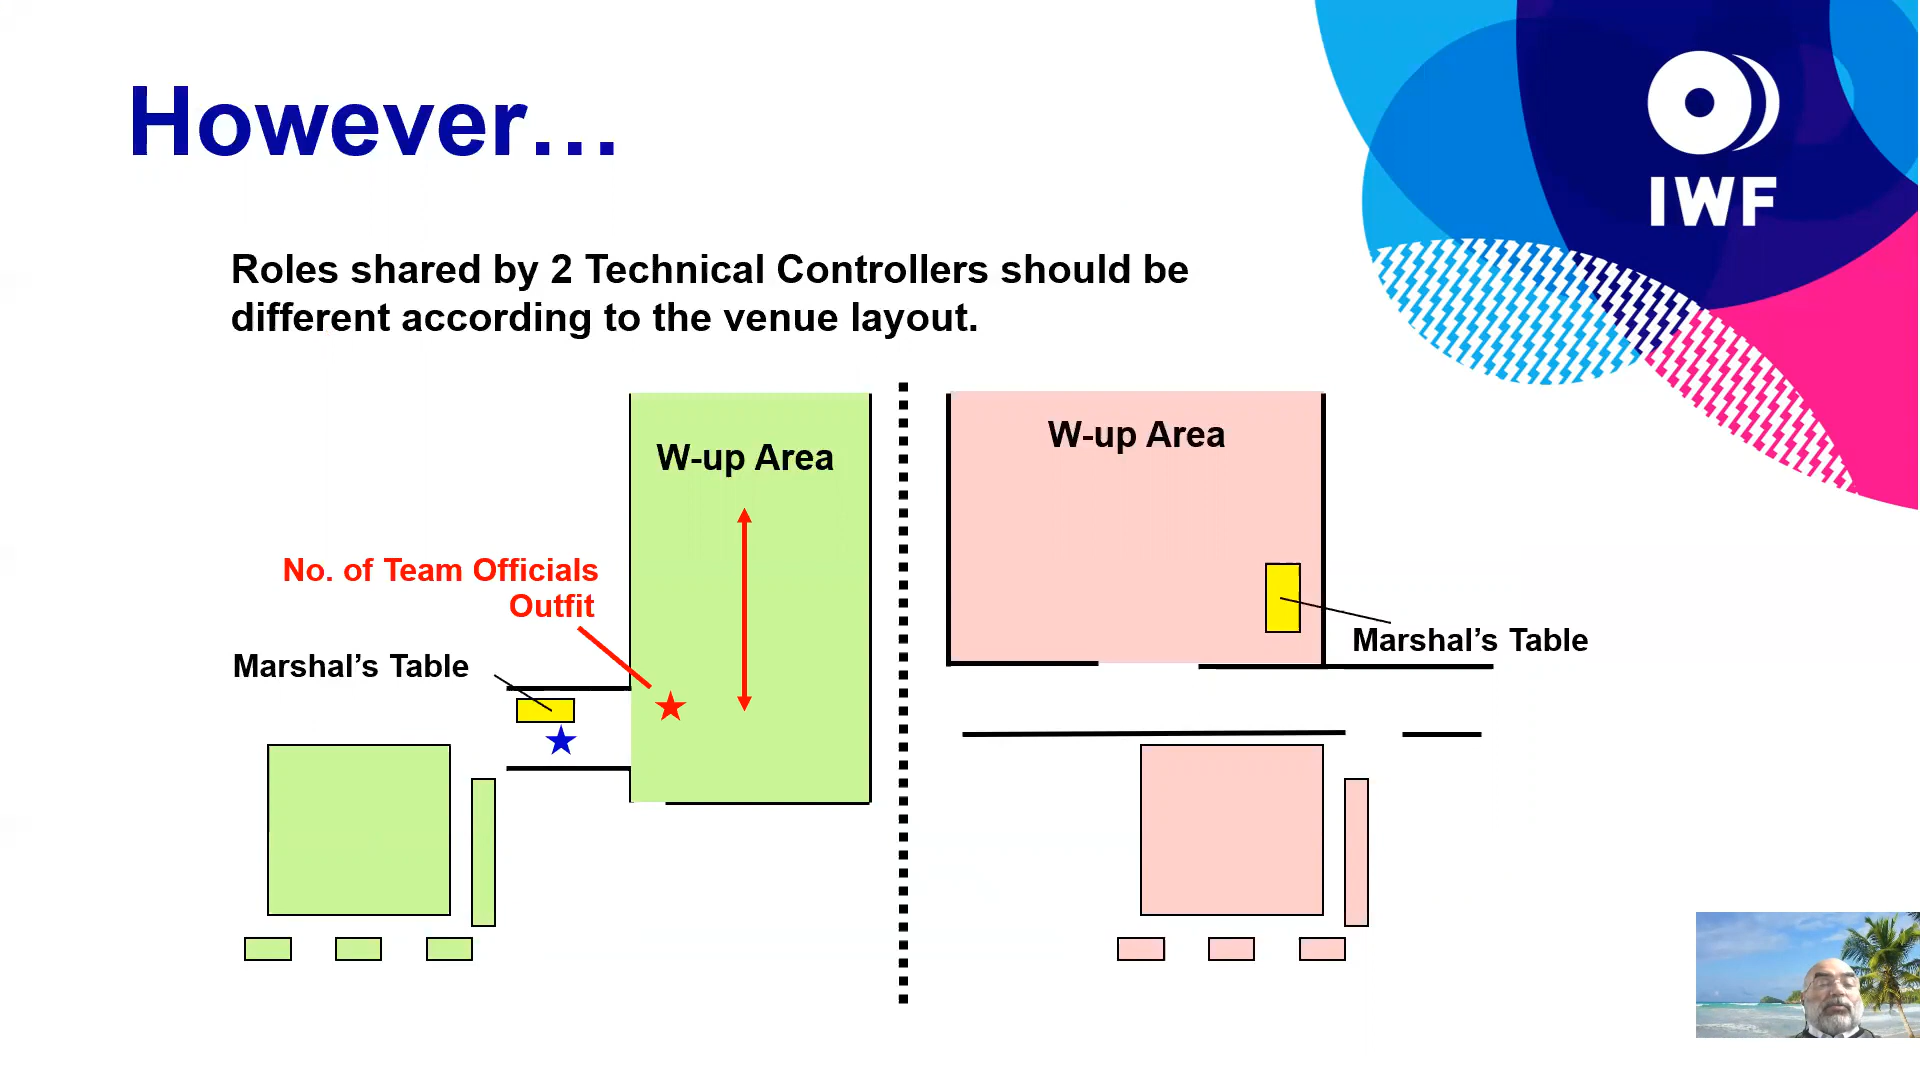 However…
IWF
Roles shared by 2 Technical Controllers should be
different according to the venue layout.
W-up Area
No. of Team Officials
Outfit
Marshal’s Table
W-up Area
Marshal’s Table